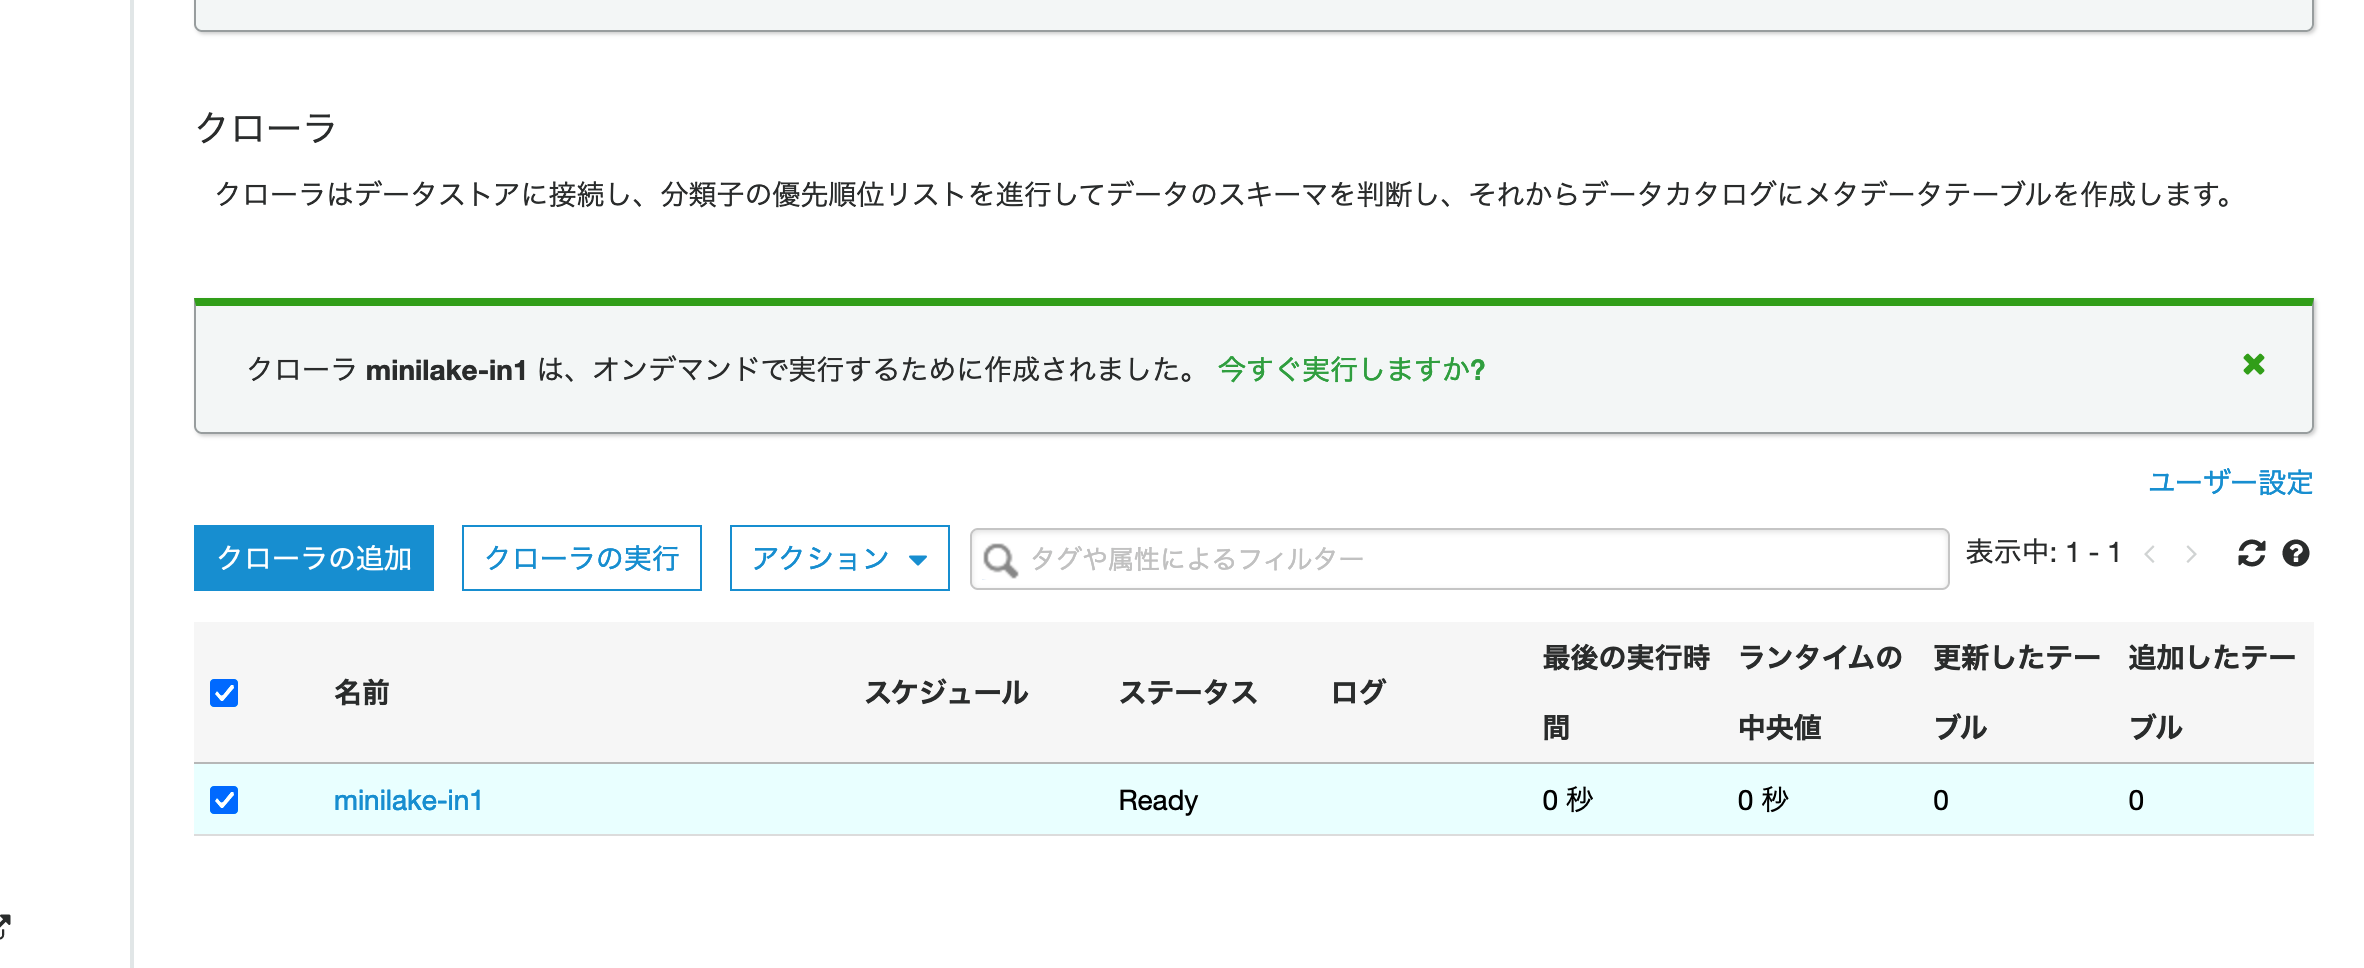 クローラ
クローラはデータストアに接続し、分類子の優先順位リストを進行してデータのスキーマを判断し、それからデータカタログにメタデータテーブルを作成します。
クローラ minilake-in1 は、オンデマンドで実行するために作成されました。 今すぐ実行しますか?
ユーザー設定
クローラの追加 クローラの実行 アクション タグや属性によるフィルター 表示中: 1 - 1
名前 スケジュール ステータス ログ 最後の実行時間 ランタイムの中央値 更新したテーブル 追加したテーブル
minilake-in1 Ready 0 秒 0 秒 0 0